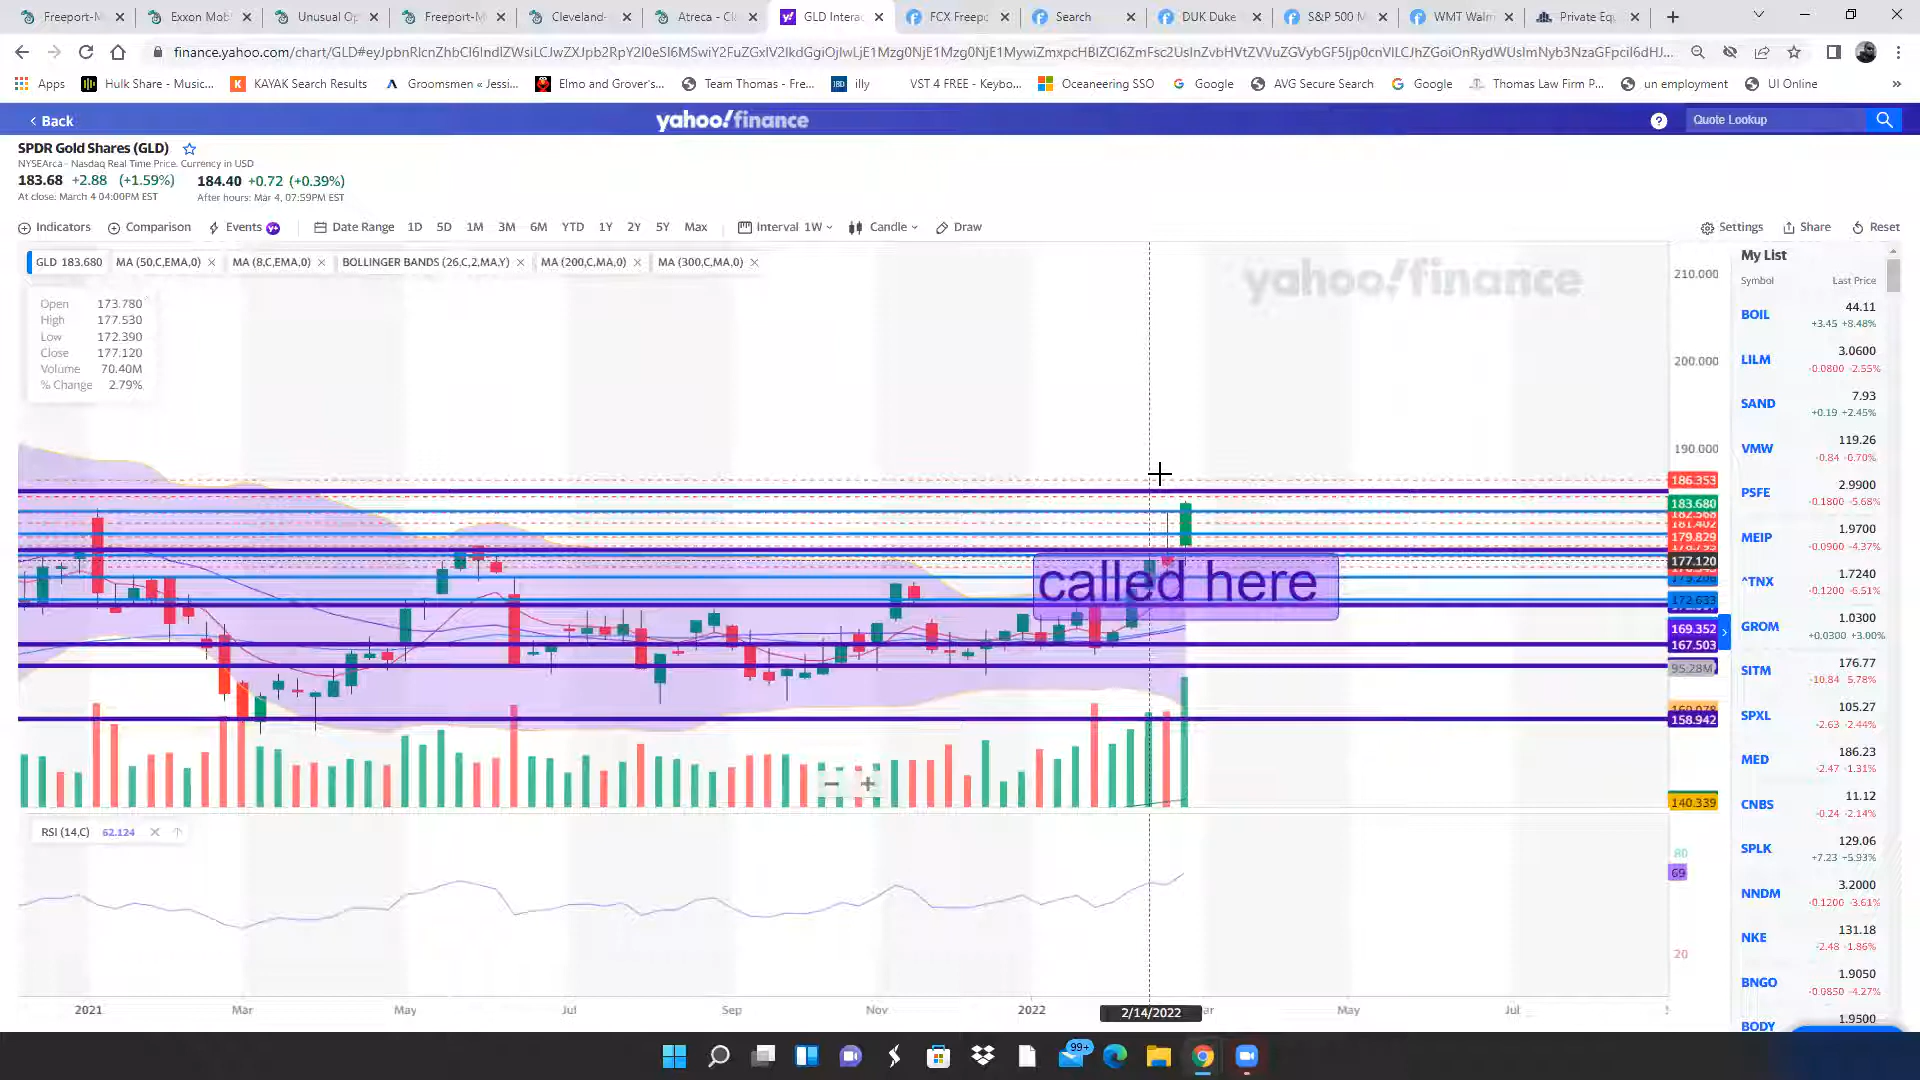 Freeport-M
Exxon Mob
Unusual Op
Freeport-M
Cleveland-
Atreca - Cl
GLD Intera
FCX Freepo
Search
DUK Duke
S&P 500 M
WMT Walm
Private Equ
finance.yahoo.com/chart/GLD
Apps
Hulk Share - Music...
KAYAK Search Results
Groomsmen « Jessi...
Elmo and Grover's...
Team Thomas - Fre...
illy
VST 4 FREE - Keybo...
Oceaneering SSO
Google
AVG Secure Search
Google
Thomas Law Firm P...
un employment
UI Online
»
< Back
yahoo!finance
?
Quote Lookup
SPDR Gold Shares (GLD)
NYSEArca - Nasdaq Real Time Price. Currency in USD
183.68 +2.88 (+1.59%) 184.40 +0.72 (+0.39%)
At close: March 4 04:00PM EST After hours: Mar 4, 07:59PM EST
Indicators Comparison Events Y+ Date Range 1D 5D 1M 3M 6M YTD 1Y 2Y 5Y Max Interval 1W Candle Draw Settings Share Reset
GLD 183.680 MA (50,C,EMA,0) MA (8,C,EMA,0) BOLLINGER BANDS (26,C,2,MA,Y) MA (200,C,MA,0) MA (300,C,MA,0)
yahoo!finance
Open 173.780
High 177.530
Low 172.390
Close 177.120
Volume 70.40M
% Change 2.79%
called here
210.000
200.000
190.000
186.353
183.680
181.402
179.829
177.120
172.633
169.352
167.503
95.28M
158.942
140.339
RSI (14,C) 62.124
80
69
20
2021 Mar May Jul Sep Nov 2022 2/14/2022 ar May Jul
My List
Symbol Last Price
BOIL 44.11
+3.45 +8.48%
LILM 3.0600
-0.0800 -2.55%
SAND 7.93
+0.19 +2.45%
VMW 119.26
-0.84 -0.70%
PSFE 2.9900
-0.1800 -5.68%
MEIP 1.9700
-0.0900 -4.37%
^TNX 1.7240
-0.1200 -6.51%
GROM 1.0300
+0.0300 +3.00%
SITM 176.77
-10.84 5.78%
SPXL 105.27
-2.63 -2.44%
MED 186.23
-2.47 -1.31%
CNBS 11.12
-0.24 -2.14%
SPLK 129.06
+7.23 +5.93%
NNDM 3.2000
-0.1200 -3.61%
NKE 131.18
-2.48 -1.86%
BNGO 1.9050
-0.0850 -4.27%
BODY 1.9500
99+